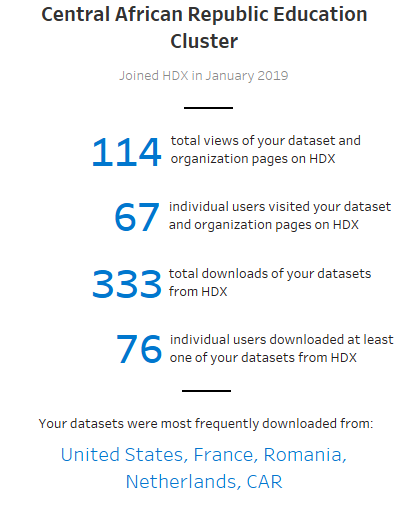 Central African Republic Education
Cluster
Joined HDX in January 2019
114
total views of your dataset and
organization pages on HDX
67
individual users visited your dataset
and organization pages on HDX
333
total downloads of your datasets
from HDX
76
individual users downloaded at least
one of your datasets from HDX
Your datasets were most frequently downloaded from:
United States, France, Romania,
Netherlands, CAR